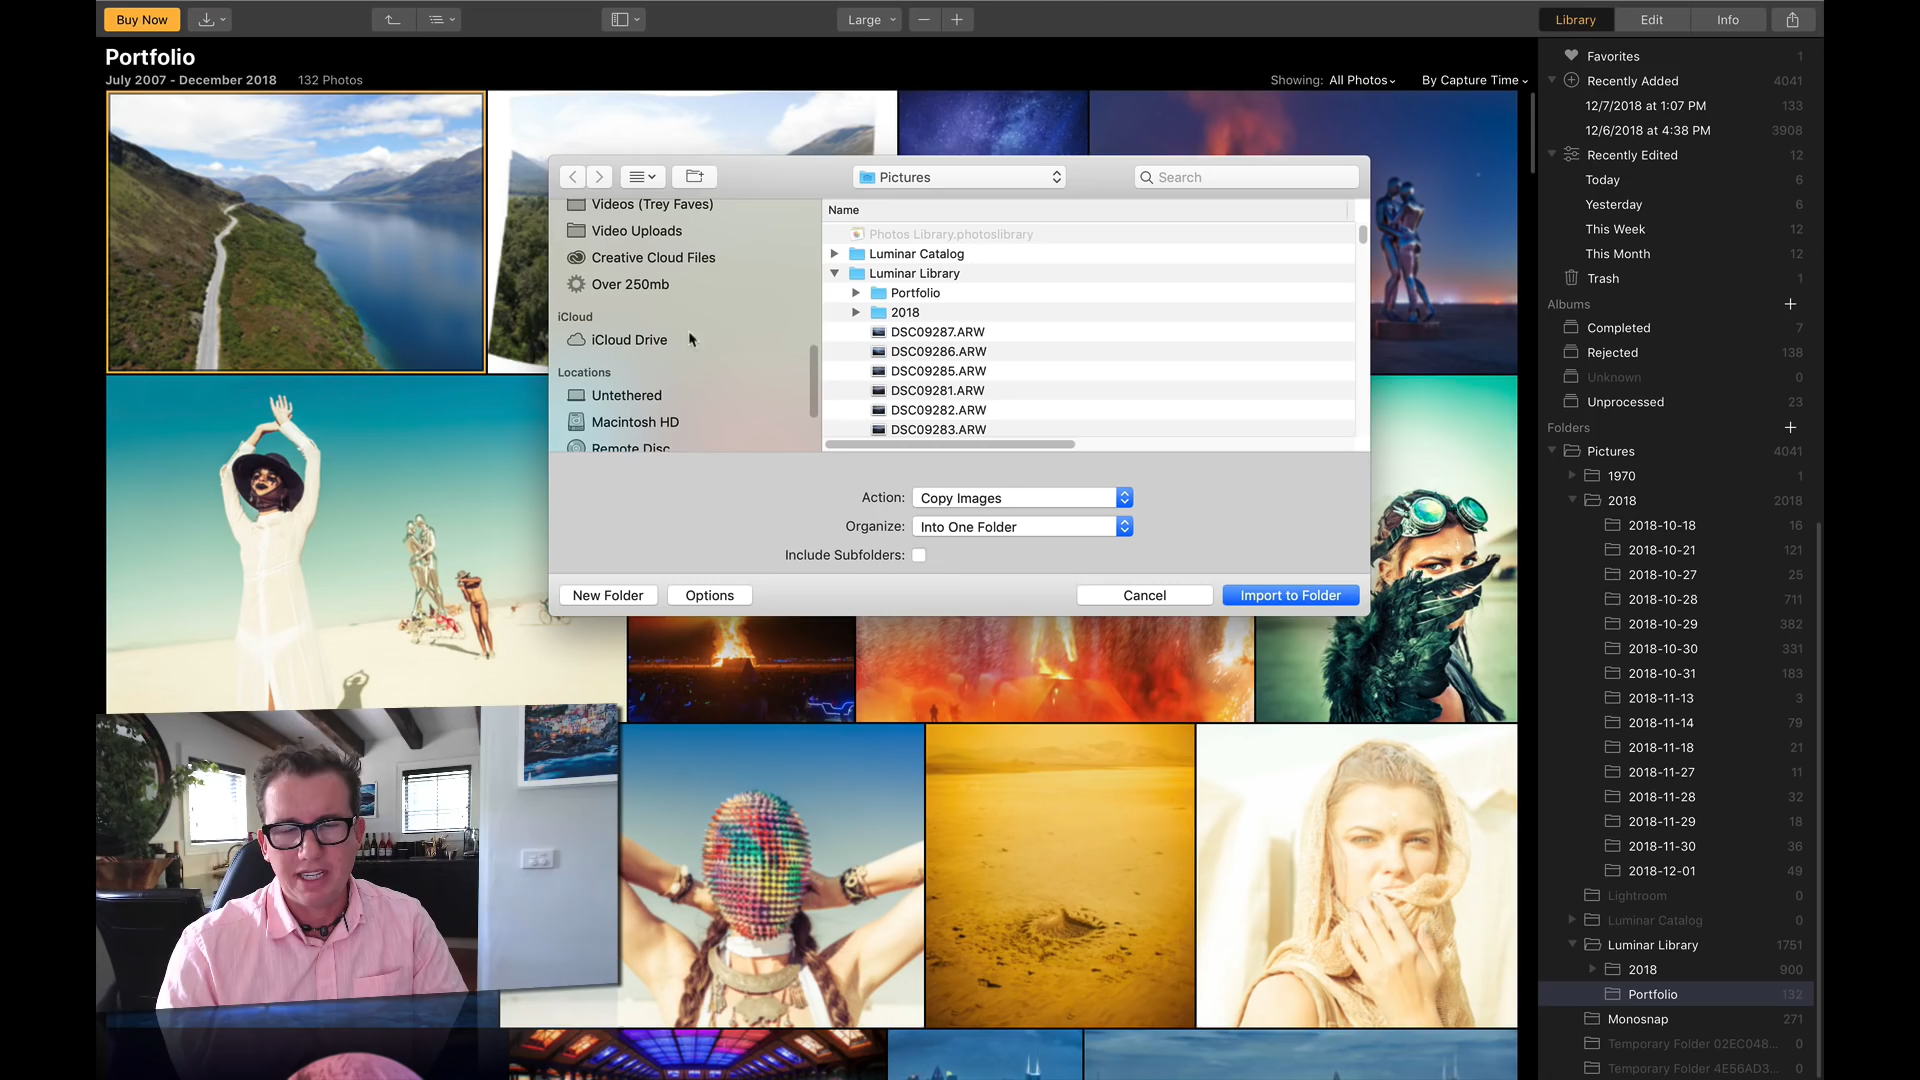 Buy Now
Large
Library
Edit
Info
Portfolio
July 2007 - December 2018 132 Photos
Showing: All Photos
By Capture Time
Pictures
Search
Videos (Trey Faves)
Video Uploads
Creative Cloud Files
Over 250mb
iCloud
iCloud Drive
Locations
Untethered
Macintosh HD
Remote Disc
Name
Photos Library.photoslibrary
Luminar Catalog
Luminar Library
Portfolio
2018
DSC09287.ARW
DSC09286.ARW
DSC09285.ARW
DSC09281.ARW
DSC09282.ARW
DSC09283.ARW
Action: Copy Images
Organize: Into One Folder
Include Subfolders:
New Folder
Options
Cancel
Import to Folder
Favorites 1
Recently Added 4041
12/7/2018 at 1:07 PM 133
12/6/2018 at 4:38 PM 3908
Recently Edited 12
Today 6
Yesterday 6
This Week 12
This Month 12
Trash 1
Albums
Completed 7
Rejected 138
Unknown 0
Unprocessed 23
Folders
Pictures 4041
1970 1
2018 2018
2018-10-18 16
2018-10-21 121
2018-10-27 25
2018-10-28 711
2018-10-29 382
2018-10-30 331
2018-10-31 183
2018-11-13 3
2018-11-14 79
2018-11-18 21
2018-11-27 11
2018-11-28 32
2018-11-29 18
2018-11-30 36
2018-12-01 49
Lightroom 0
Luminar Catalog 0
Luminar Library 1751
2018 900
Portfolio 132
Monosnap 271
Temporary Folder 02EC048... 0
Temporary Folder 4E56AD3... 0